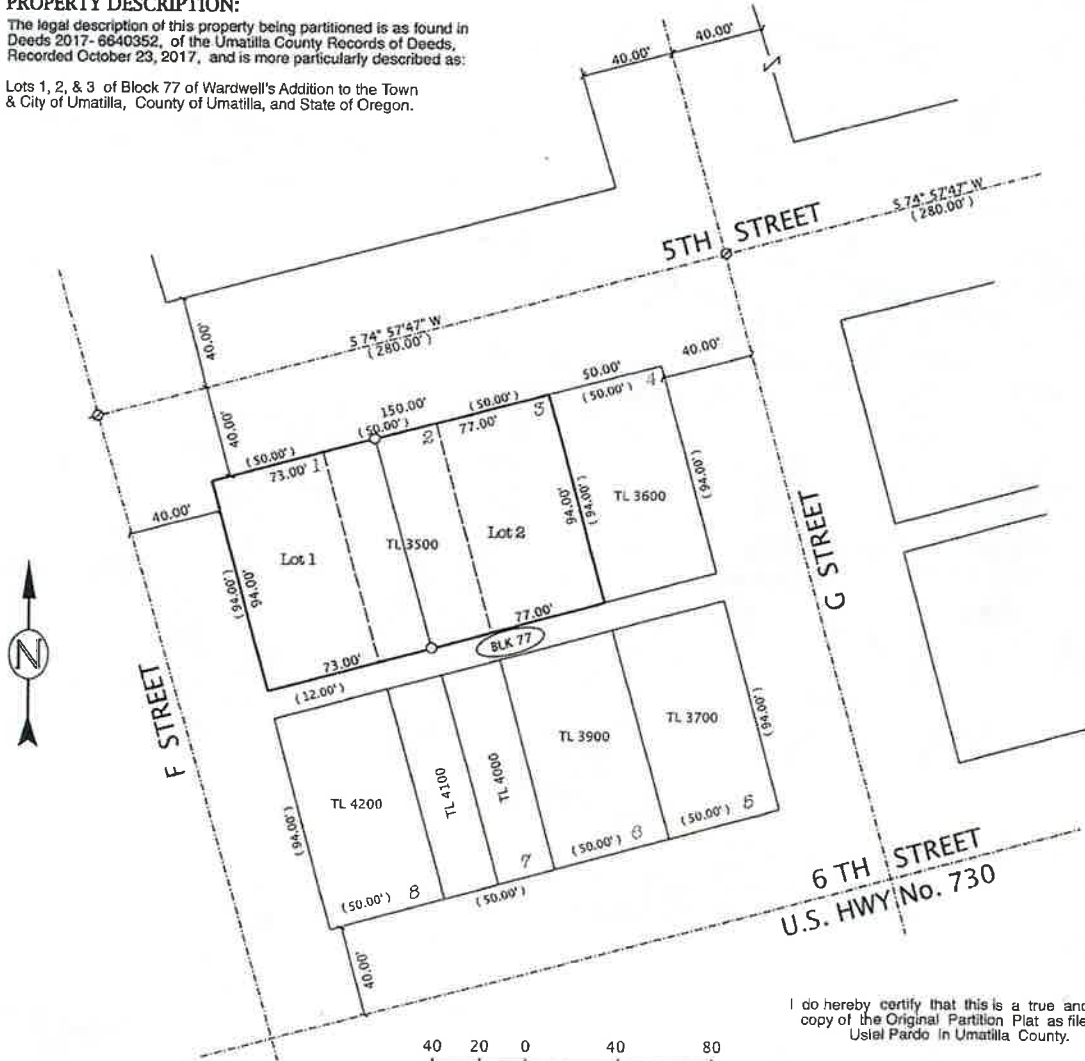 PROPERTY DESCRIPTION:
The legal description of this property being partitioned is as found in
Deeds 2017- 6640352, of the Umatilla County Records of Deeds,
Recorded October 23, 2017, and is more particularly described as:
Lots 1, 2, & 3 of Block 77 of Wardwell's Addition to the Town
& City of Umatilla, County of Umatilla, and State of Oregon.
40.00'
40.00'
5TH STREET
S 74° 57'47" W
(280.00')
S 74° 57'47" W
(280.00')
40.00'
40.00'
40.00'
40.00'
150.00'
(50.00')
(50.00')
(50.00')
50.00'
(50.00')
73.00'
77.00'
1
2
3
4
Lot 1
TL 3500
Lot 2
TL 3600
(94.00')
94.00'
94.00'
(94.00')
(94.00')
73.00'
77.00'
BLK 77
(12.00')
N
F STREET
G STREET
TL 4200
TL 4100
TL 4000
TL 3900
TL 3700
(94.00')
(94.00')
(50.00')
8
(50.00')
7
(50.00')
6
(50.00')
5
40.00'
6 TH STREET
U.S. HWY No. 730
I do hereby certify that this is a true and
copy of the Original Partition Plat as file
Usiel Pardo in Umatilla County.
40 20 0 40 80